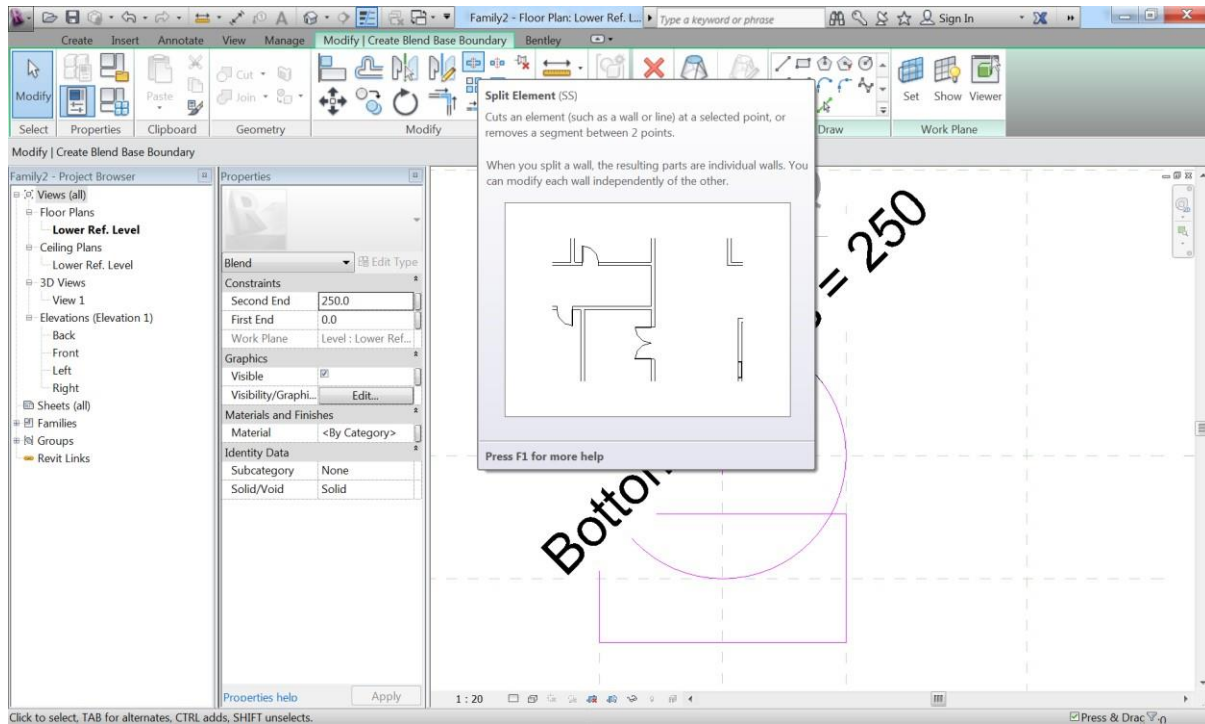 Family2 - Floor Plan: Lower Ref. L...
Type a keyword or phrase
Sign In
Create Insert Annotate View Manage Modify | Create Blend Base Boundary Bentley
Modify
Paste
Cut
Join
Set Show Viewer
Select Properties Clipboard Geometry Modify Draw Work Plane
Modify | Create Blend Base Boundary
Split Element (SS)
Cuts an element (such as a wall or line) at a selected point, or
removes a segment between 2 points.
When you split a wall, the resulting parts are individual walls. You
can modify each wall independently of the other.
Press F1 for more help
Family2 - Project Browser
Views (all)
Floor Plans
Lower Ref. Level
Ceiling Plans
Lower Ref. Level
3D Views
View 1
Elevations (Elevation 1)
Back
Front
Left
Right
Sheets (all)
Families
Groups
Revit Links
Properties
Blend Edit Type
Constraints
Second End 250.0
First End 0.0
Work Plane Level : Lower Ref...
Graphics
Visible
Visibility/Graphi... Edit...
Materials and Finishes
Material <By Category>
Identity Data
Subcategory None
Solid/Void Solid
Properties help Apply
= 250
Botto
1 : 20
Click to select, TAB for alternates, CTRL adds, SHIFT unselects.
Press & Drac
0